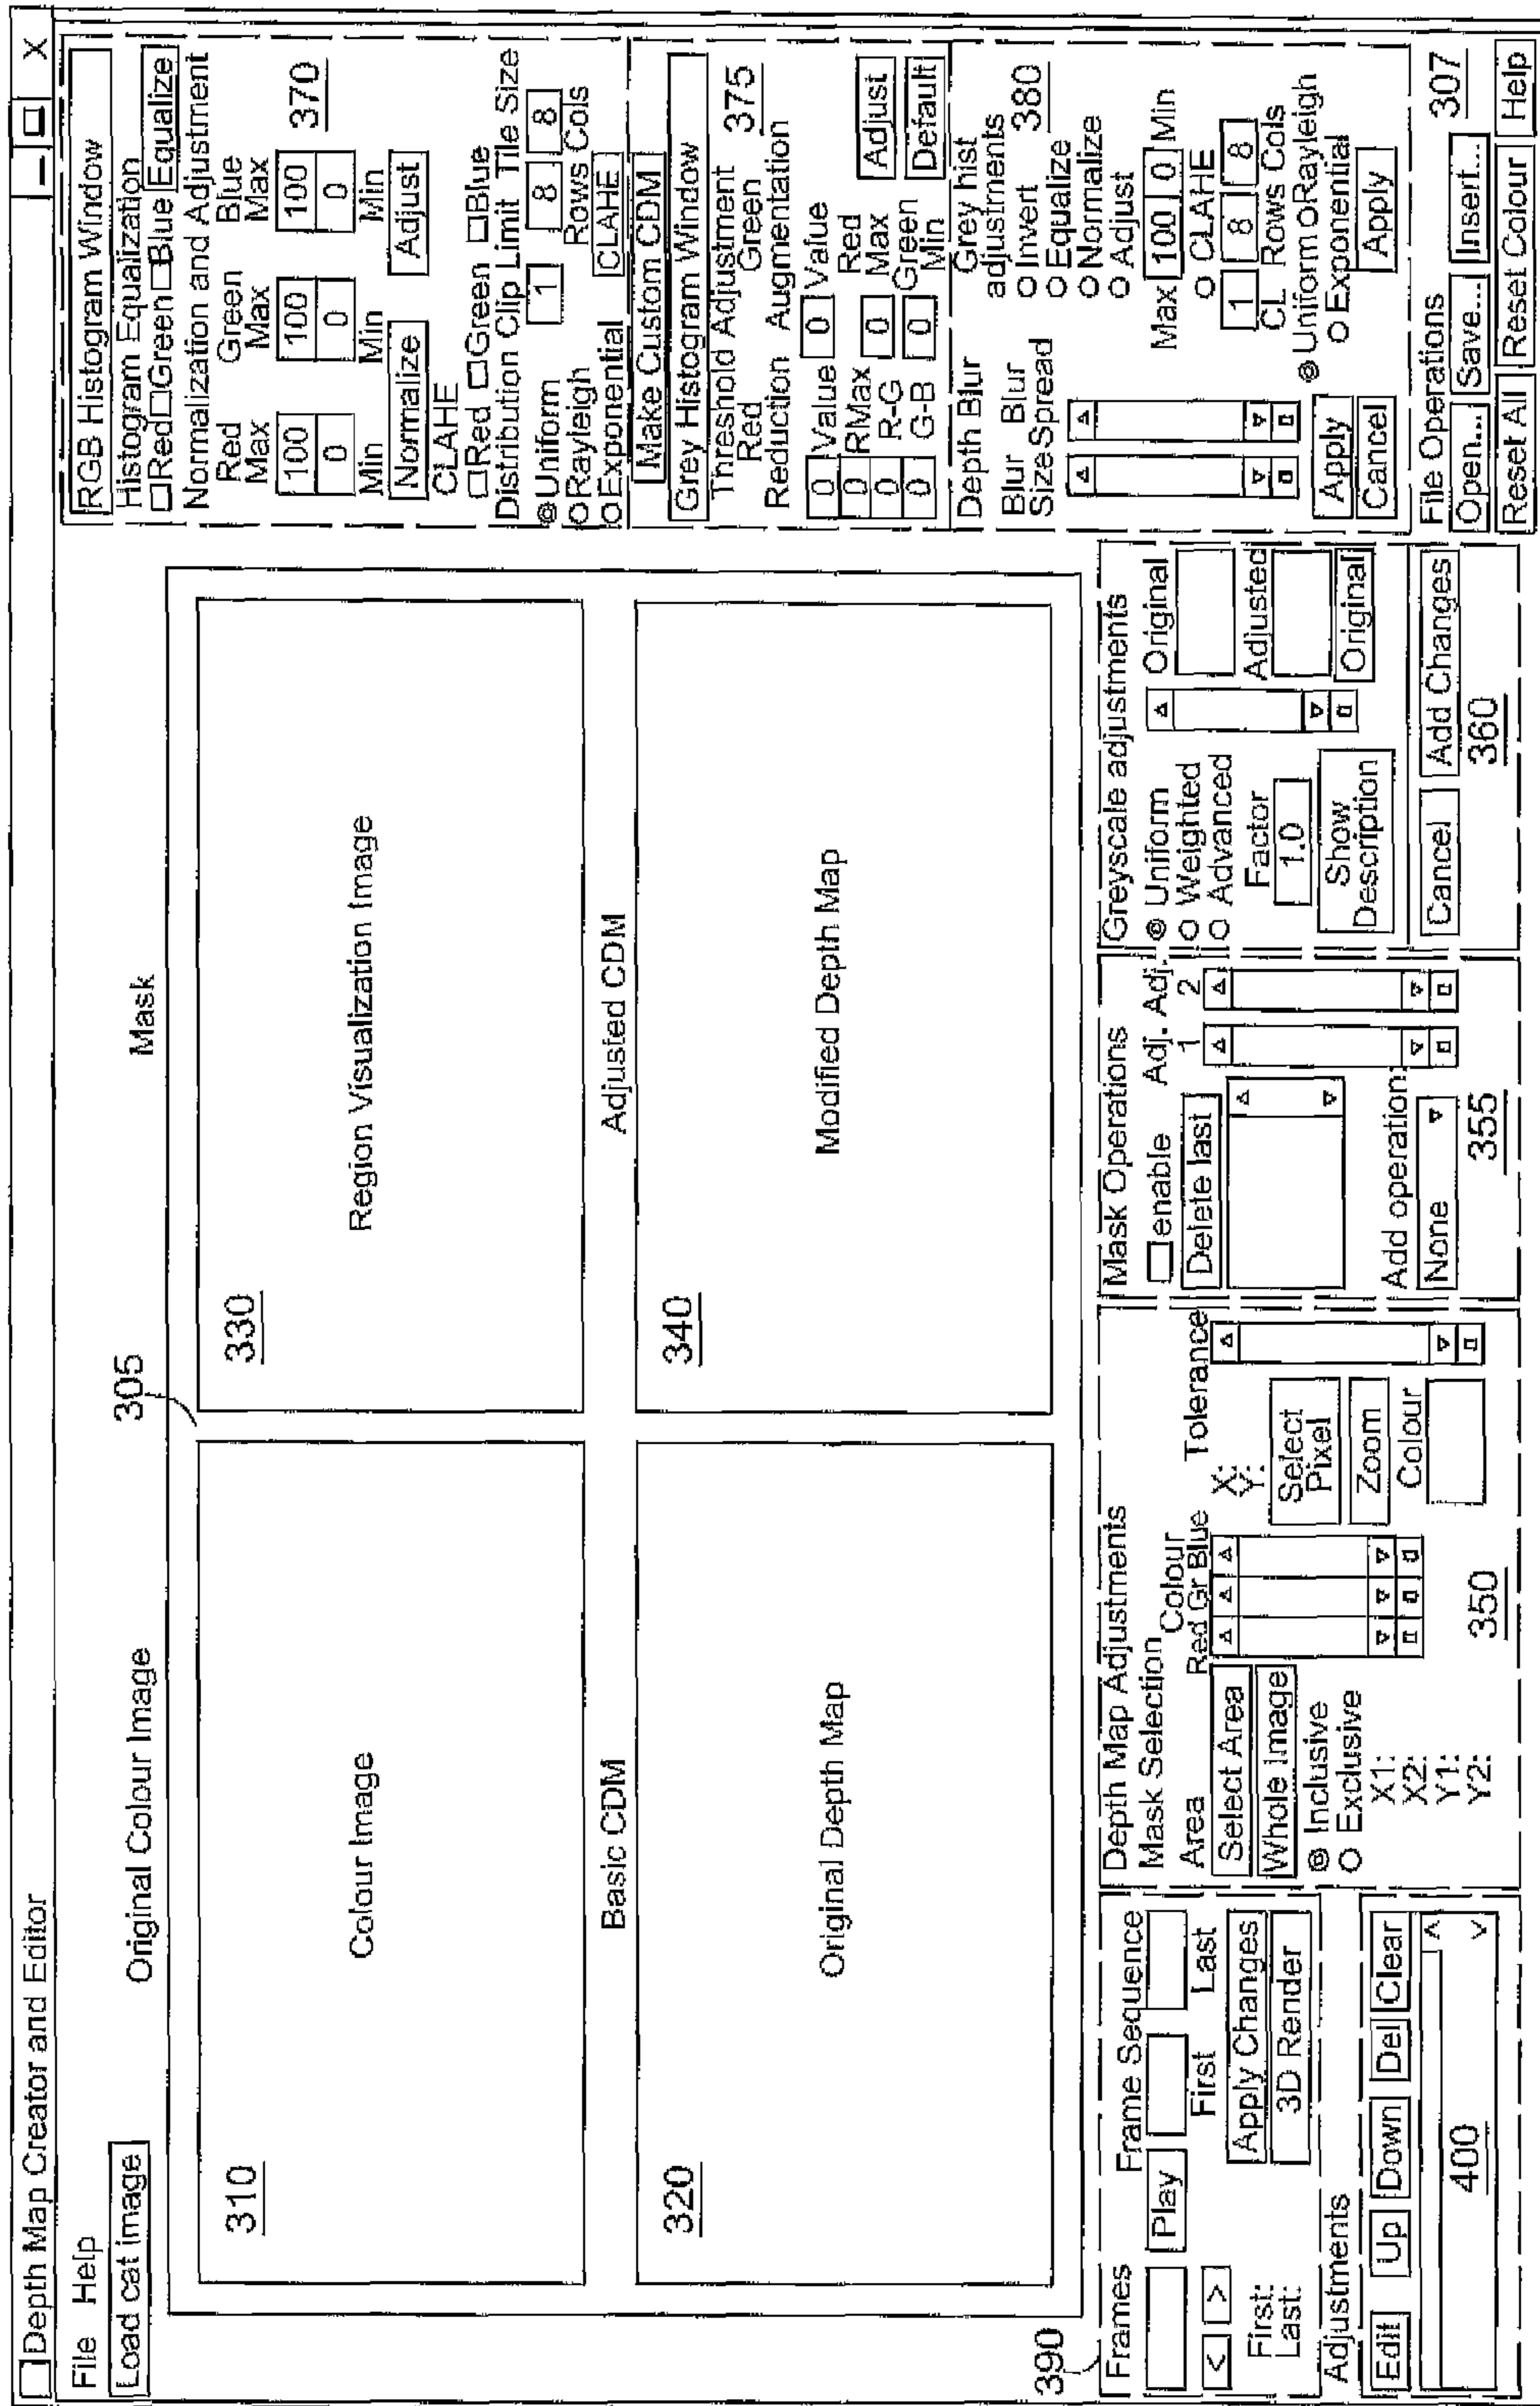 Depth Map Creator and Editor
_ X
File Help
Load cat image
Original Colour Image
305
Mask
310
Colour Image
330
Region Visualization Image
Basic CDM
Adjusted CDM
320
Original Depth Map
340
Modified Depth Map
RGB Histogram Window
Histogram Equalization
Red Green Blue Equalize
Normalization and Adjustment
Red Green Blue
Max Max Max
100 100 100
0 0 0
370
Min Min Min
Normalize Adjust
CLAHE
Red Green Blue
Distribution Clip Limit Tile Size
Uniform 1 8 8
Rayleigh Rows Cols
Exponential CLAHE
Make Custom CDM
Grey Histogram Window
Threshold Adjustment
375
Red Green
Reduction Augmentation
0 Value 0 Value
0 RMax Red
0 R-G 0 Max
0 G-B 0 Green
Min
Adjust
Default
Depth Blur
Grey hist
adjustments
380
Blur Blur
Size Spread
Invert
Equalize
Normalize
Adjust
Max 100 0 Min
CLAHE
1 8 8
CL Rows Cols
Uniform Rayleigh
Exponential
Apply
Cancel
Apply
File Operations
307
Open... Save... Insert...
Reset All Reset Colour Help
390
Frames
Frame Sequence
Play
< >
First Last
First:
Last:
Apply Changes
3D Render
Adjustments
Edit Up Down Del Clear
400
Depth Map Adjustments
Mask Selection
Area
Colour
Red Gr Blue
Tolerance
Select Area
Whole Image
Inclusive
Exclusive
X1:
X2:
Y1:
Y2:
X:
Y:
Select
Pixel
Zoom
Colour
350
Mask Operations
enable
Adj. Adj.
1 2
Delete last
Add operation:
None
355
Greyscale adjustments
Uniform
Weighted
Advanced
Factor
1.0
Show
Description
Original
Adjusted
Original
Cancel Add Changes
360